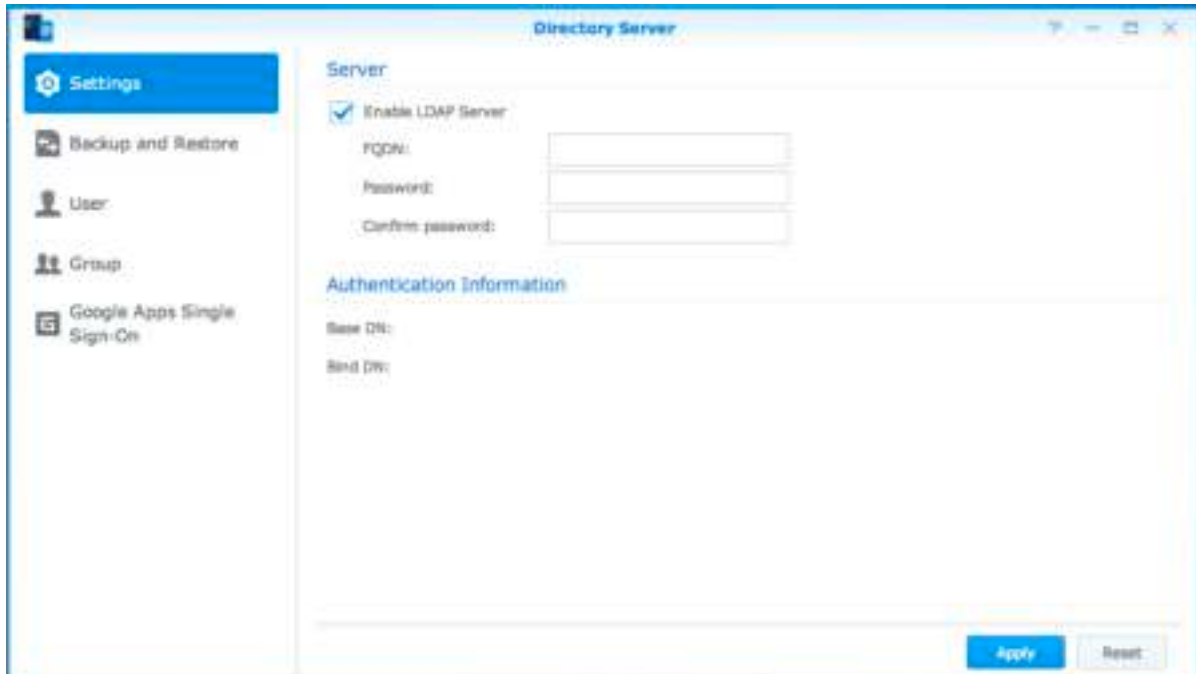 Directory Server
Settings
Backup and Restore
User
Group
Google Apps Single
Sign-On
Server
Enable LDAP Server
FQDN:
Password:
Confirm password:
Authentication Information
Base DN:
Bind DN:
Apply
Reset